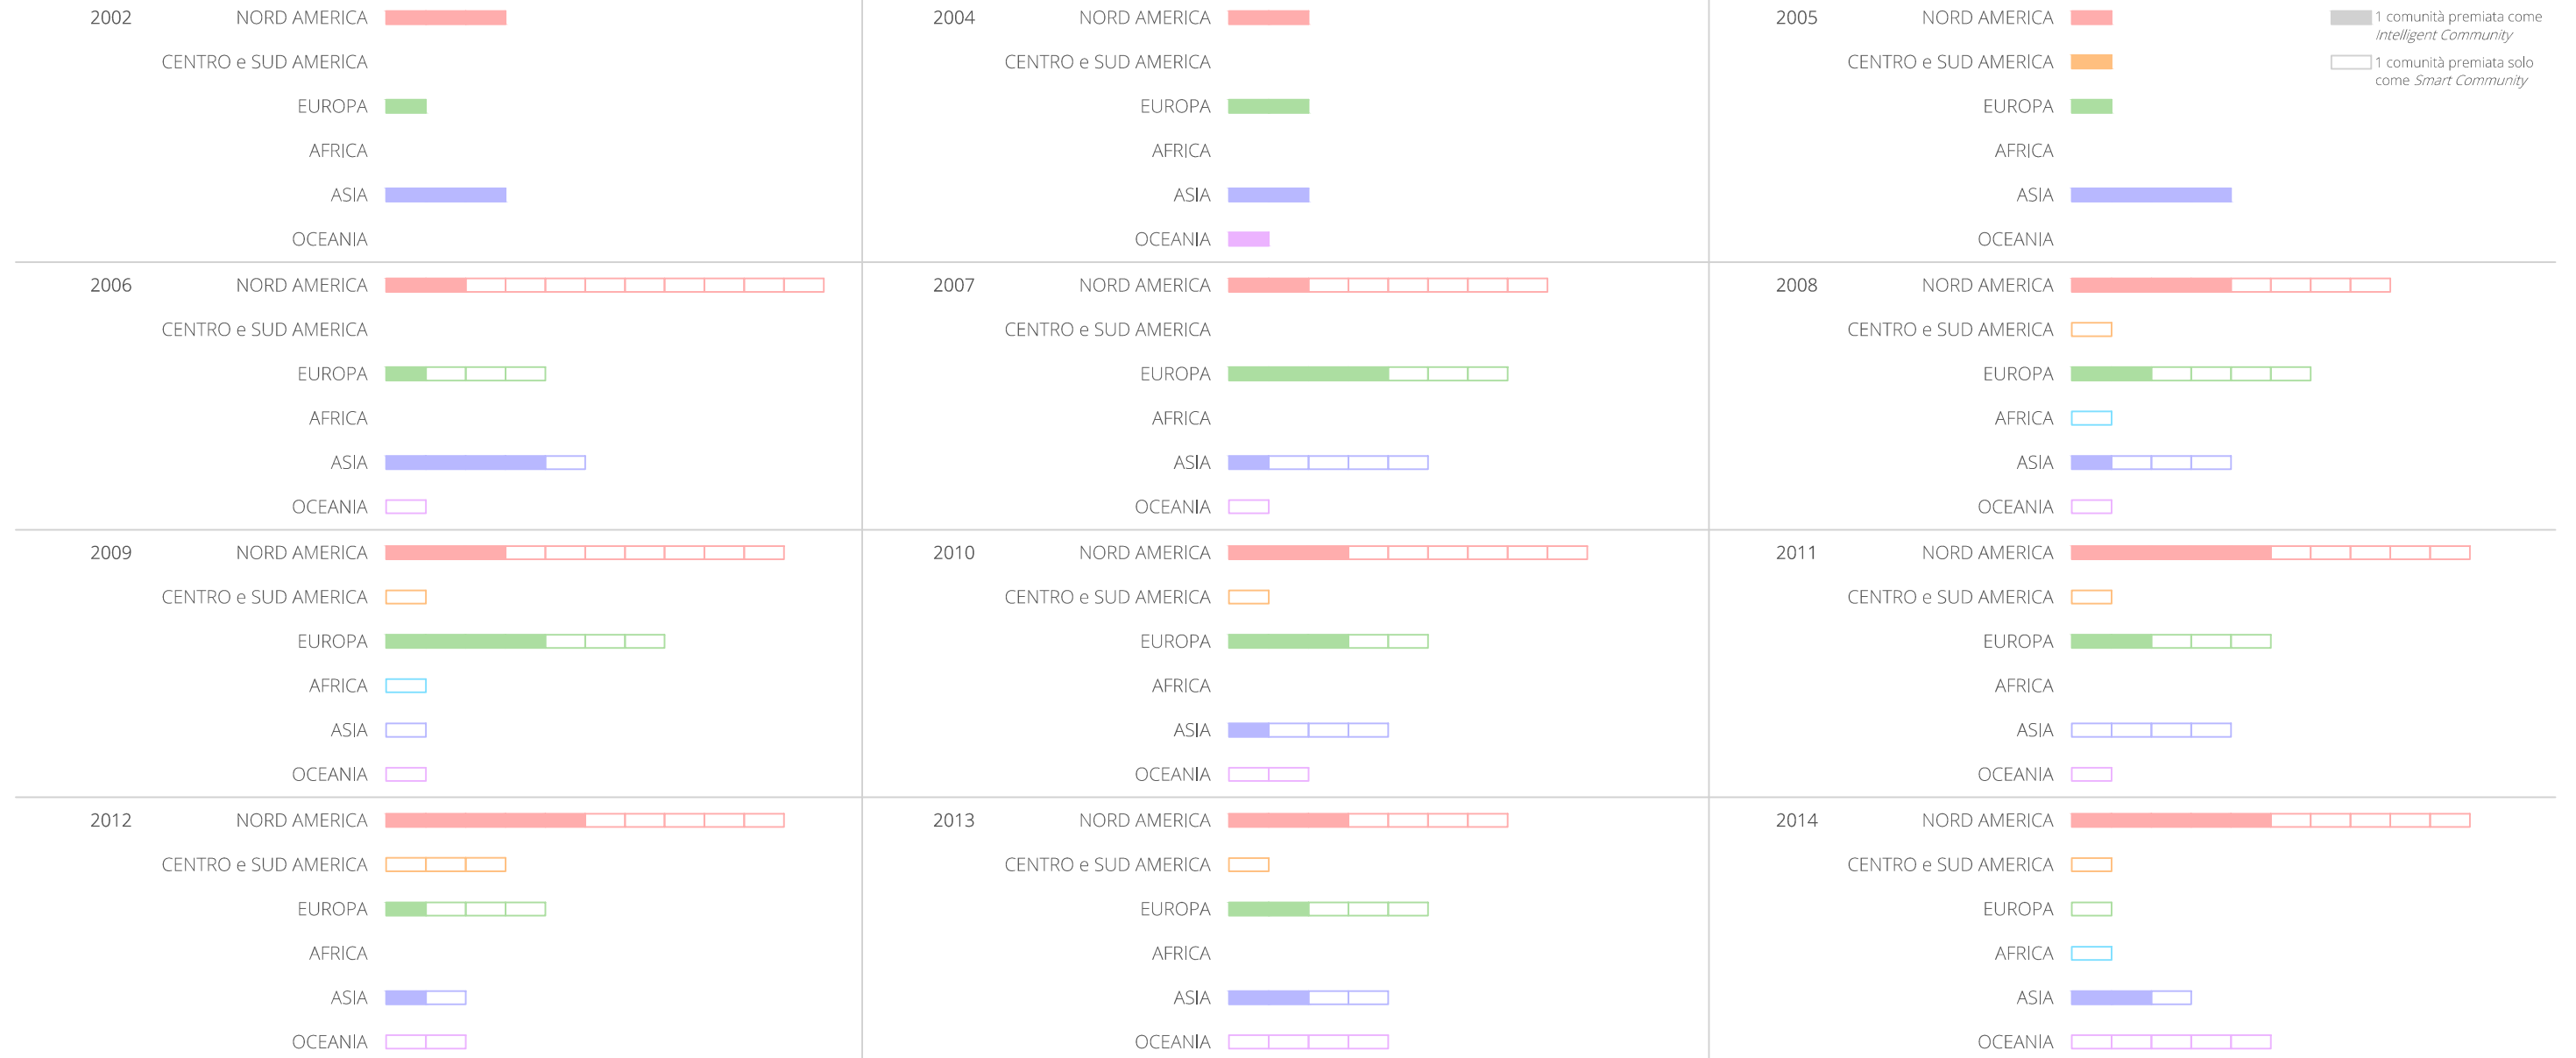 2002
NORD AMERICA
CENTRO e SUD AMERICA
EUROPA
AFRICA
ASIA
OCEANIA
2004
NORD AMERICA
CENTRO e SUD AMERICA
EUROPA
AFRICA
ASIA
OCEANIA
2005
NORD AMERICA
CENTRO e SUD AMERICA
EUROPA
AFRICA
ASIA
OCEANIA
1 comunità premiata come
Intelligent Community
1 comunità premiata solo
come Smart Community
2006
NORD AMERICA
CENTRO e SUD AMERICA
EUROPA
AFRICA
ASIA
OCEANIA
2007
NORD AMERICA
CENTRO e SUD AMERICA
EUROPA
AFRICA
ASIA
OCEANIA
2008
NORD AMERICA
CENTRO e SUD AMERICA
EUROPA
AFRICA
ASIA
OCEANIA
2009
NORD AMERICA
CENTRO e SUD AMERICA
EUROPA
AFRICA
ASIA
OCEANIA
2010
NORD AMERICA
CENTRO e SUD AMERICA
EUROPA
AFRICA
ASIA
OCEANIA
2011
NORD AMERICA
CENTRO e SUD AMERICA
EUROPA
AFRICA
ASIA
OCEANIA
2012
NORD AMERICA
CENTRO e SUD AMERICA
EUROPA
AFRICA
ASIA
OCEANIA
2013
NORD AMERICA
CENTRO e SUD AMERICA
EUROPA
AFRICA
ASIA
OCEANIA
2014
NORD AMERICA
CENTRO e SUD AMERICA
EUROPA
AFRICA
ASIA
OCEANIA